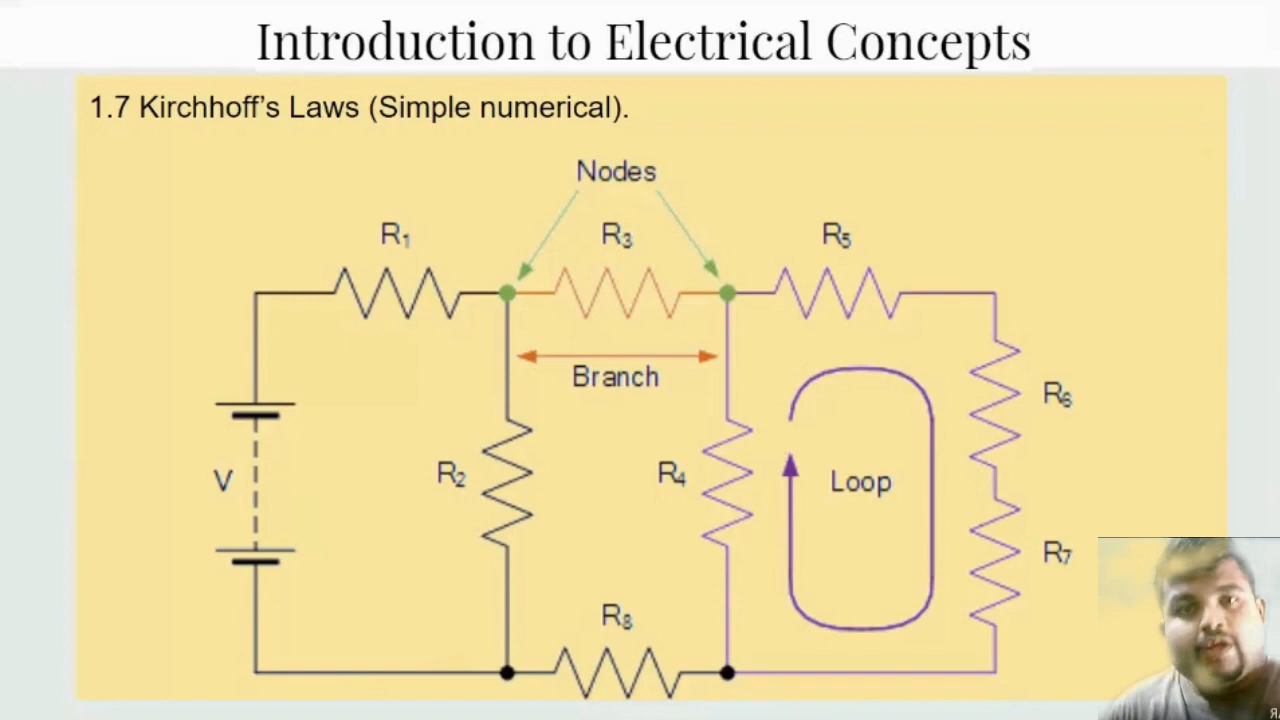 Introduction to Electrical Concepts
1.7 Kirchhoff's Laws (Simple numerical).
Nodes
R1
R3
R5
Branch
R6
V
R2
R4
Loop
R7
R8